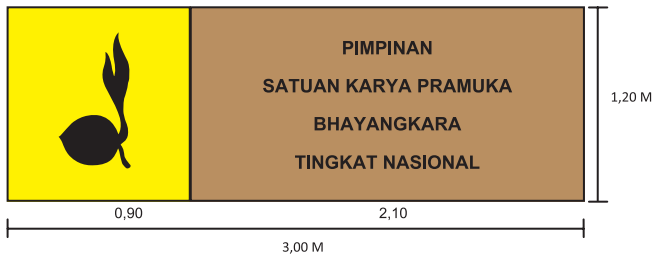 PIMPINAN
SATUAN KARYA PRAMUKA
BHAYANGKARA
TINGKAT NASIONAL
1,20 M
0,90
2,10
3,00 M